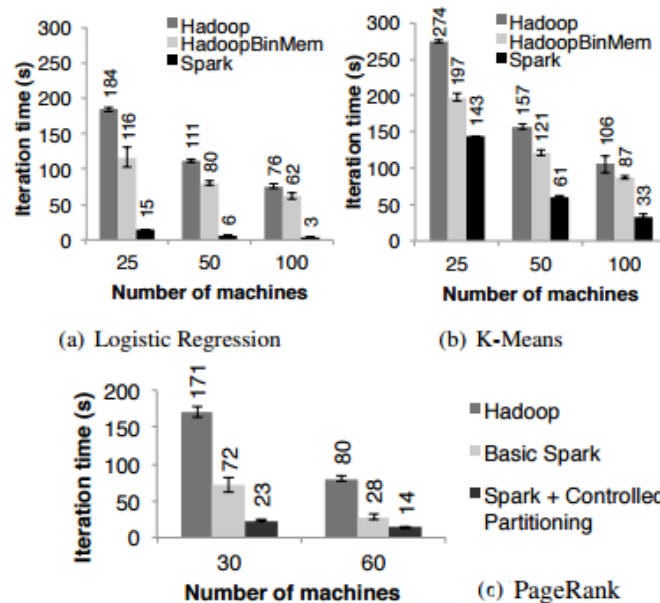 Iteration time (s)
300
250
200
150
100
50
0
Hadoop
HadoopBinMem
Spark
184
116
15
111
80
6
76
62
3
25
50
100
Number of machines
(a) Logistic Regression
Iteration time (s)
300
250
200
150
100
50
0
Hadoop
HadoopBinMem
Spark
274
197
143
157
121
61
106
87
33
25
50
100
Number of machines
(b) K-Means
Iteration time (s)
200
150
100
50
0
171
72
23
80
28
14
30
60
Number of machines
Hadoop
Basic Spark
Spark + Controlled
Partitioning
(c) PageRank